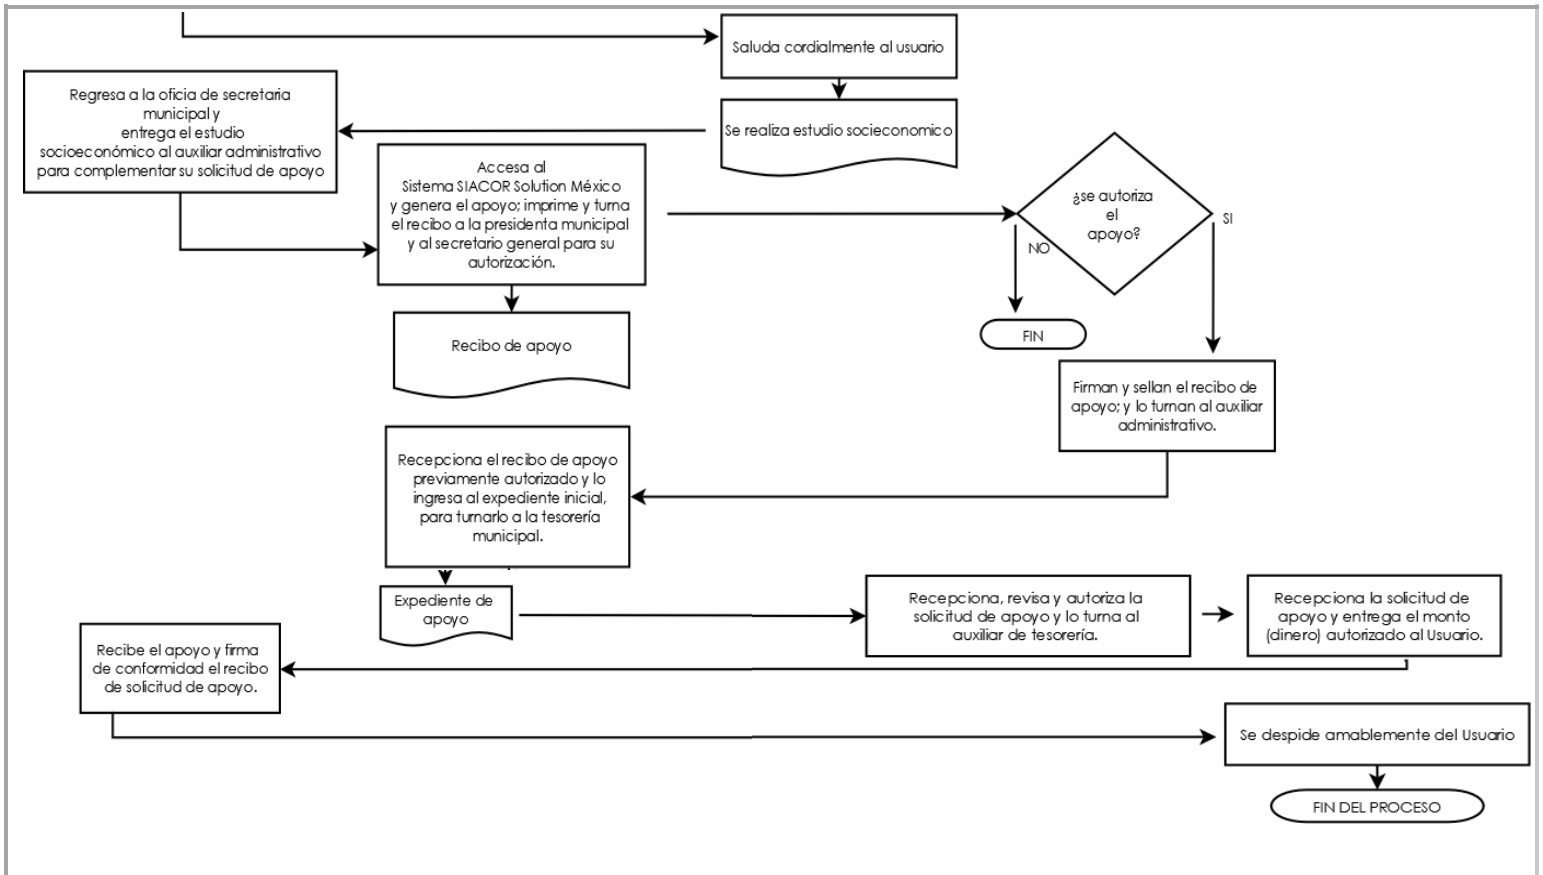 Saluda cordialmente al usuario
Se realiza estudio socieconomico
Regresa a la oficia de secretaria
municipal y
entrega el estudio
socioeconómico al auxiliar administrativo
para complementar su solicitud de apoyo
Accesa al
Sistema SIACOR Solution México
y genera el apoyo; imprime y turna
el recibo a la presidenta municipal
y al secretario general para su
autorización.
¿se autoriza
el
apoyo?
SI
NO
FIN
Recibo de apoyo
Firman y sellan el recibo de
apoyo; y lo turnan al auxiliar
administrativo.
Recepciona el recibo de apoyo
previamente autorizado y lo
ingresa al expediente inicial,
para turnarlo a la tesorería
municipal.
Expediente de
apoyo
Recepciona, revisa y autoriza la
solicitud de apoyo y lo turna al
auxiliar de tesorería.
Recepciona la solicitud de
apoyo y entrega el monto
(dinero) autorizado al Usuario.
Recibe el apoyo y firma
de conformidad el recibo
de solicitud de apoyo.
Se despide amablemente del Usuario
FIN DEL PROCESO